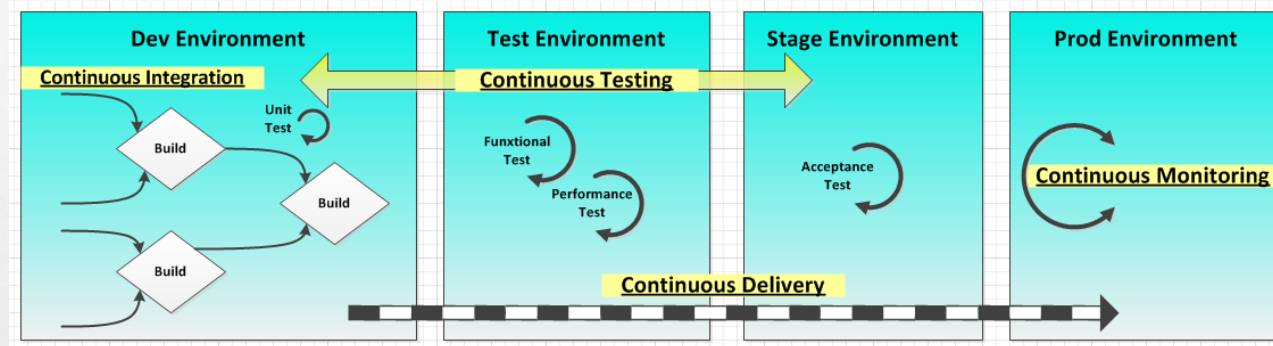 Dev Environment
Continuous Integration
Unit
Test
Build
Build
Build
Test Environment
Continuous Testing
Funxtional
Test
Performance
Test
Stage Environment
Acceptance
Test
Prod Environment
Continuous Monitoring
Continuous Delivery